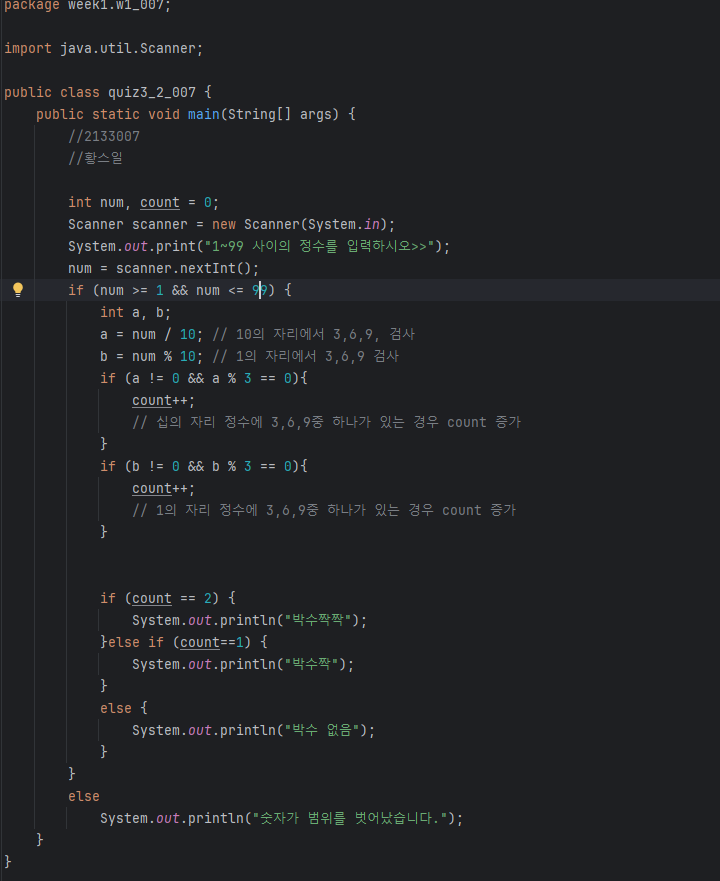 package week1.w1_007;
import java.util.Scanner;
public class quiz3_2_007 {
    public static void main(String[] args) {
        //2133007
        //황스일
        int num, count = 0;
        Scanner scanner = new Scanner(System.in);
        System.out.print("1~99 사이의 정수를 입력하시오>>");
        num = scanner.nextInt();
        if (num >= 1 && num <= 99) {
            int a, b;
            a = num / 10; // 10의 자리에서 3,6,9, 검사
            b = num % 10; // 1의 자리에서 3,6,9 검사
            if (a != 0 && a % 3 == 0){
                count++;
                // 십의 자리 정수에 3,6,9중 하나가 있는 경우 count 증가
            }
            if (b != 0 && b % 3 == 0){
                count++;
                // 1의 자리 정수에 3,6,9중 하나가 있는 경우 count 증가
            }
            if (count == 2) {
                System.out.println("박수짝짝");
            }else if (count==1) {
                System.out.println("박수짝");
            }
            else {
                System.out.println("박수 없음");
            }
        }
        else
            System.out.println("숫자가 범위를 벗어났습니다.");
    }
}